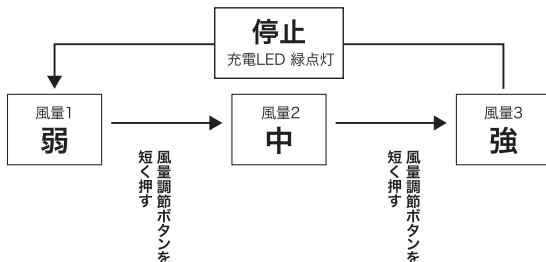 停止
充電LED 緑点灯
風量1
弱
風量2
中
風量3
強
風量調節ボタンを
短く押す
風量調節ボタンを
短く押す